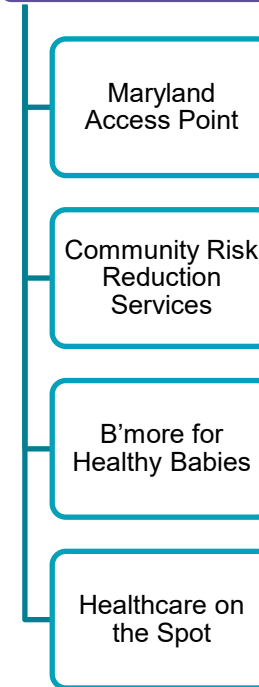 Maryland
Access Point
Community Risk
Reduction
Services
B’more for
Healthy Babies
Healthcare on
the Spot